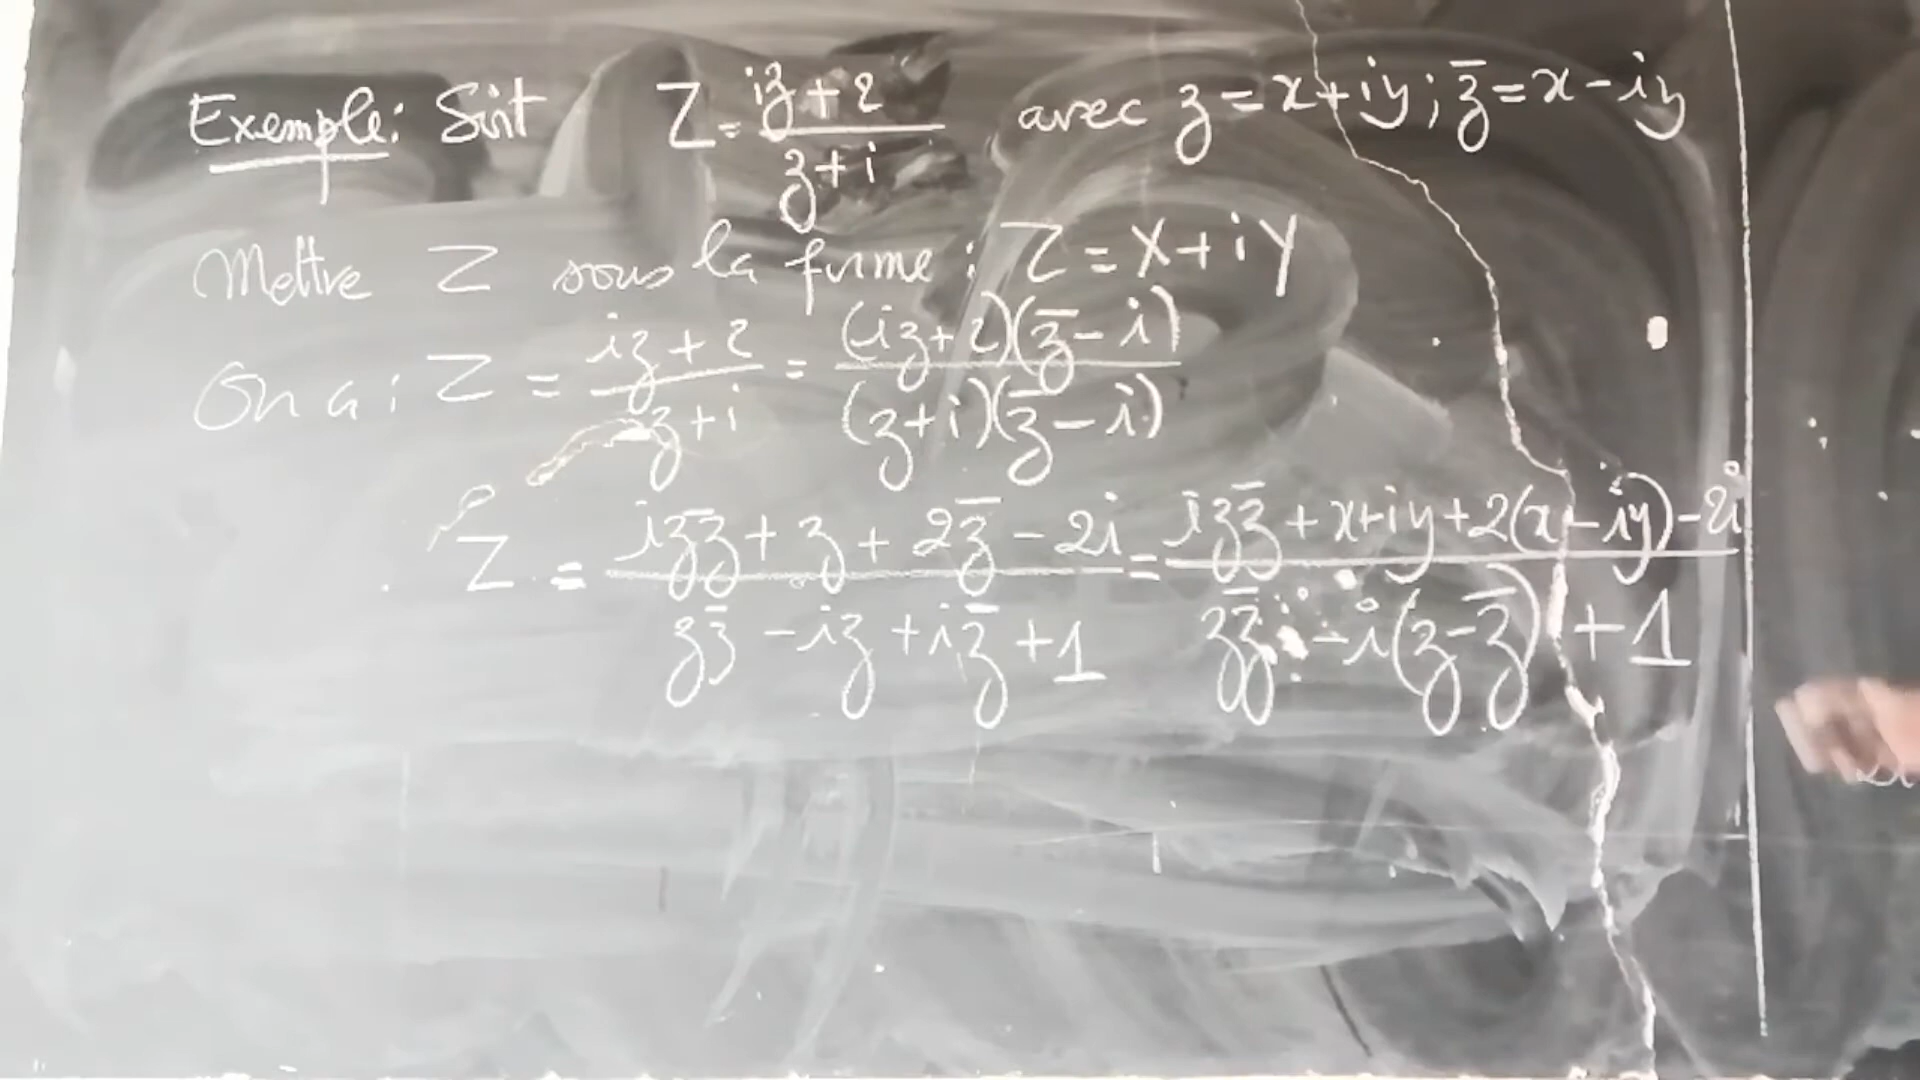 Exemple: Soit Z = (iz+2)/(z+i) avec z = x+iy ; z̄ = x-iy
Mettre Z sous la forme : Z = X + iY
On a : Z = (iz+2)/(z+i) = ((iz+2)(z̄-i))/((z+i)(z̄-i))
Z = (izz̄ + z + 2z̄ - 2i)/(zz̄ - iz + iz̄ + 1) = (izz̄ + x+iy + 2(x-iy) - 2i)/(zz̄ - i(z-z̄) + 1)